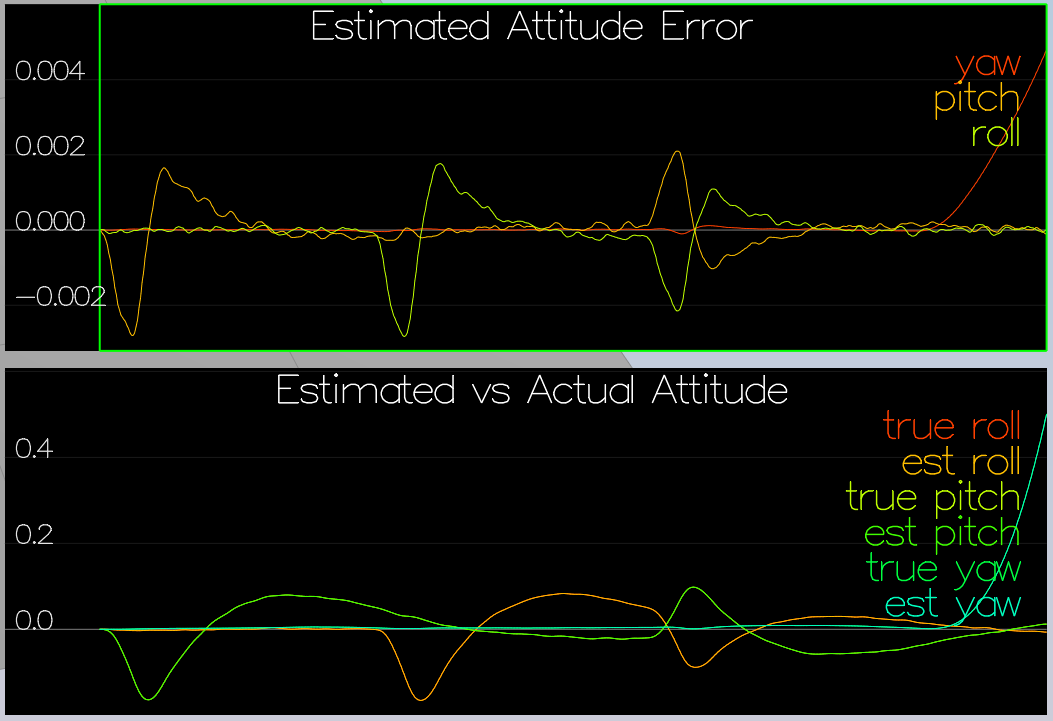 Estimated Attitude Error
0.004
yaw
pitch
roll
0.002
0.000
−0.002
Estimated vs Actual Attitude
true roll
0.4
est roll
true pitch
est pitch
0.2
true yaw
est yaw
0.0